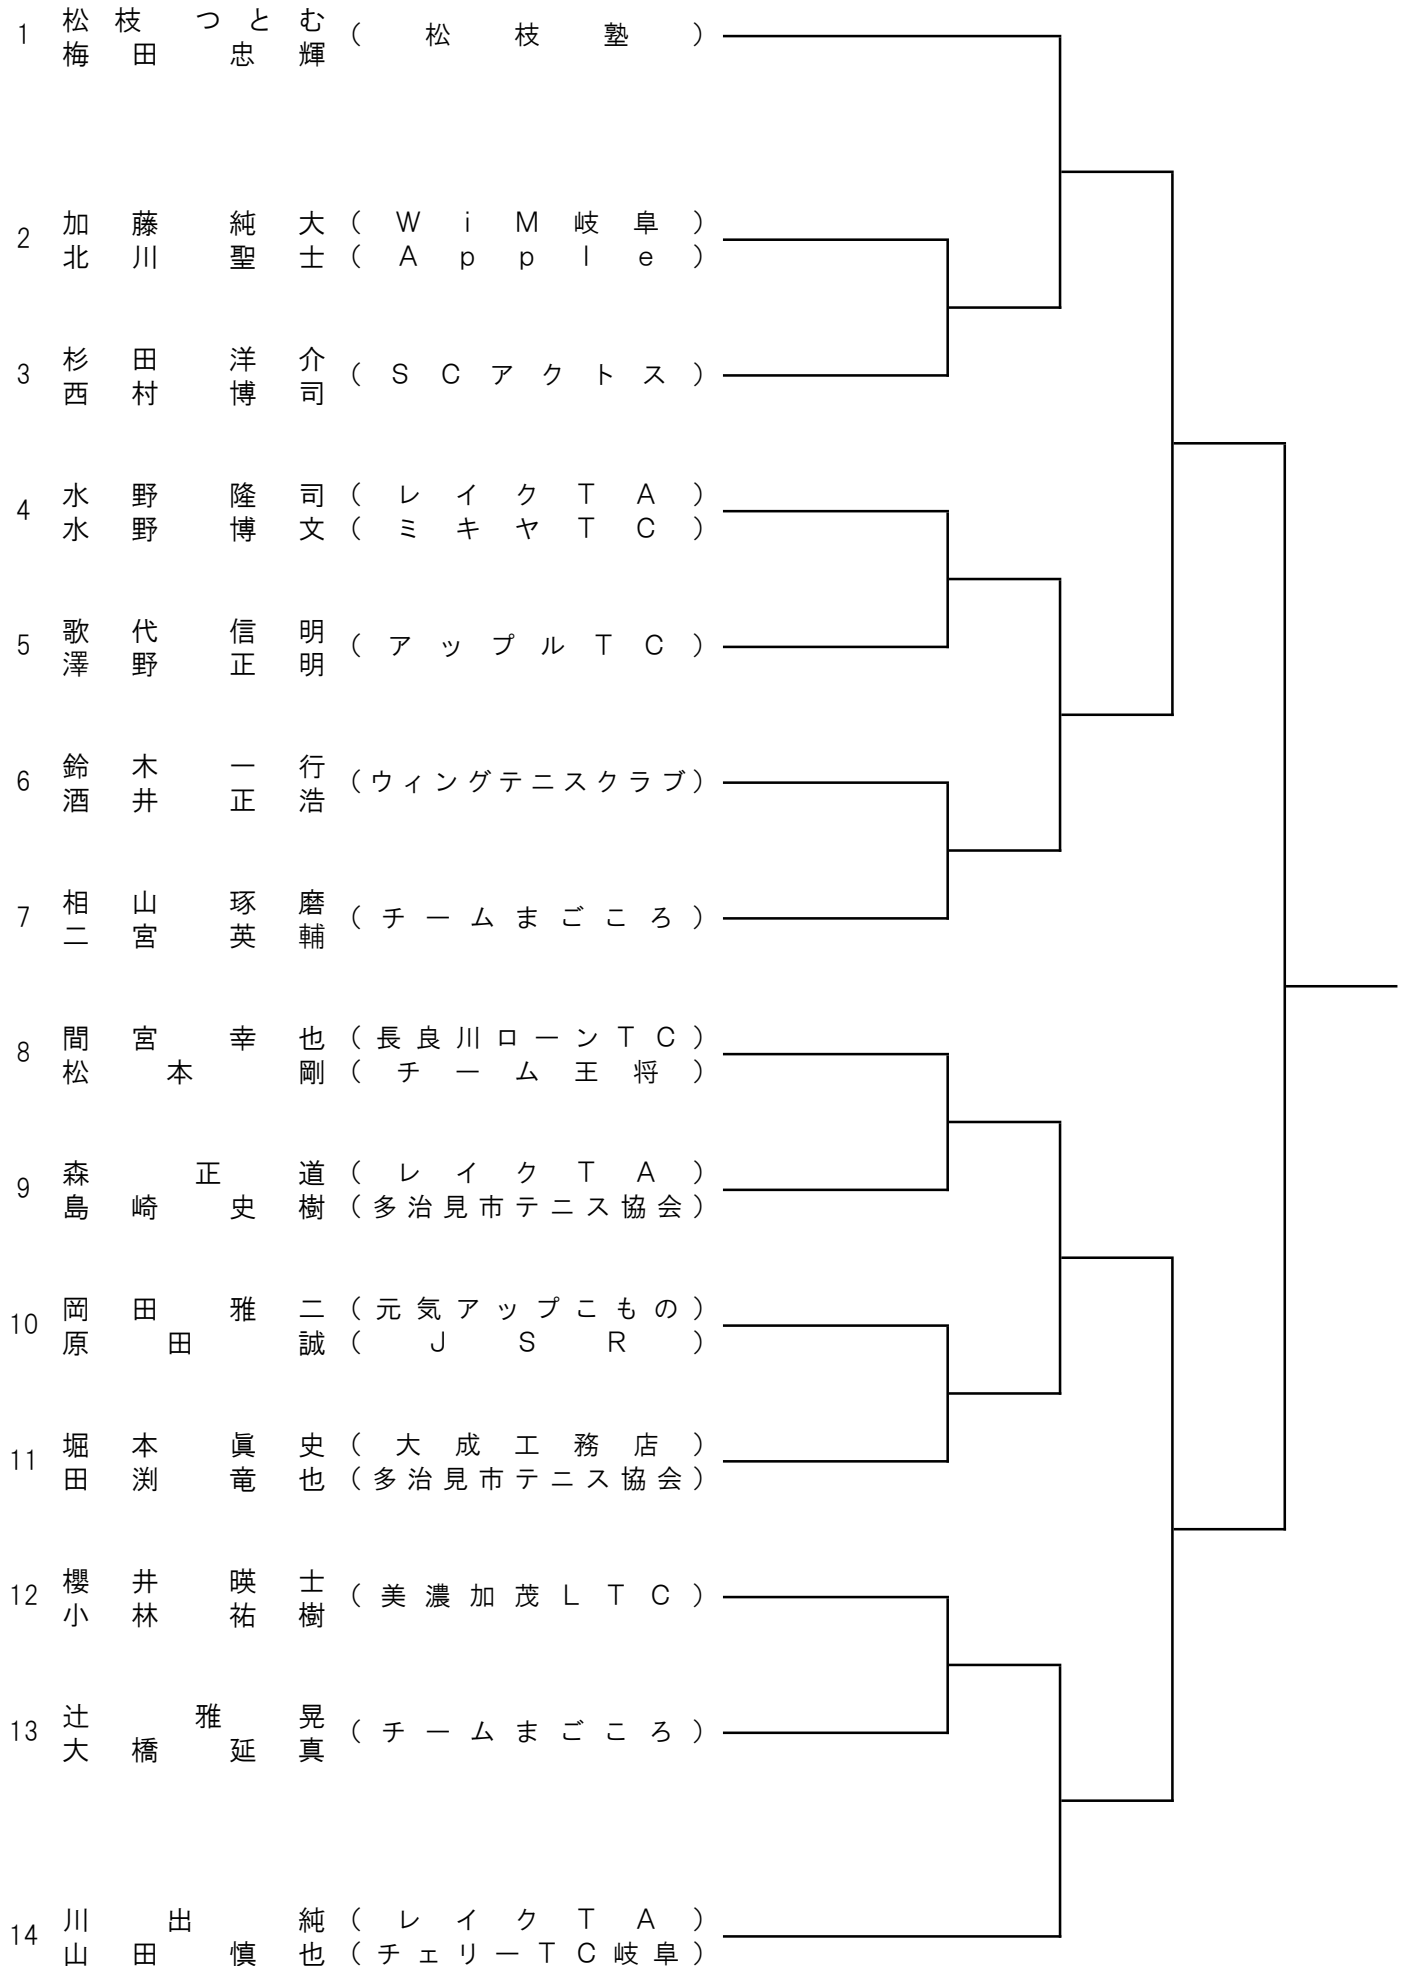 1 松枝 つとむ (松枝塾)
梅田 忠輝
2 加藤 純大 (WiM岐阜)
北川 聖士 (Apple)
3 杉田 洋介 (SCアクトス)
西村 博司
4 水野 隆司 (レイクTA)
水野 博文 (ミキヤTC)
5 歌代 信明 (アップルTC)
澤野 正明
6 鈴木 一行 (ウィングテニスクラブ)
酒井 正浩
7 相山 琢磨 (チームまごころ)
二宮 英輔
8 間宮 幸也 (長良川ローンTC)
松本 剛 (チーム王将)
9 森 正道 (レイクTA)
島崎 史樹 (多治見市テニス協会)
10 岡田 雅二 (元気アップこもの)
原田 誠 (JSR)
11 堀本 眞史 (大成工務店)
田渕 竜也 (多治見市テニス協会)
12 櫻井 暎士 (美濃加茂LTC)
小林 祐樹
13 辻 雅晃 (チームまごころ)
大橋 延真
14 川出 純 (レイクTA)
山田 慎也 (チェリーTC岐阜)